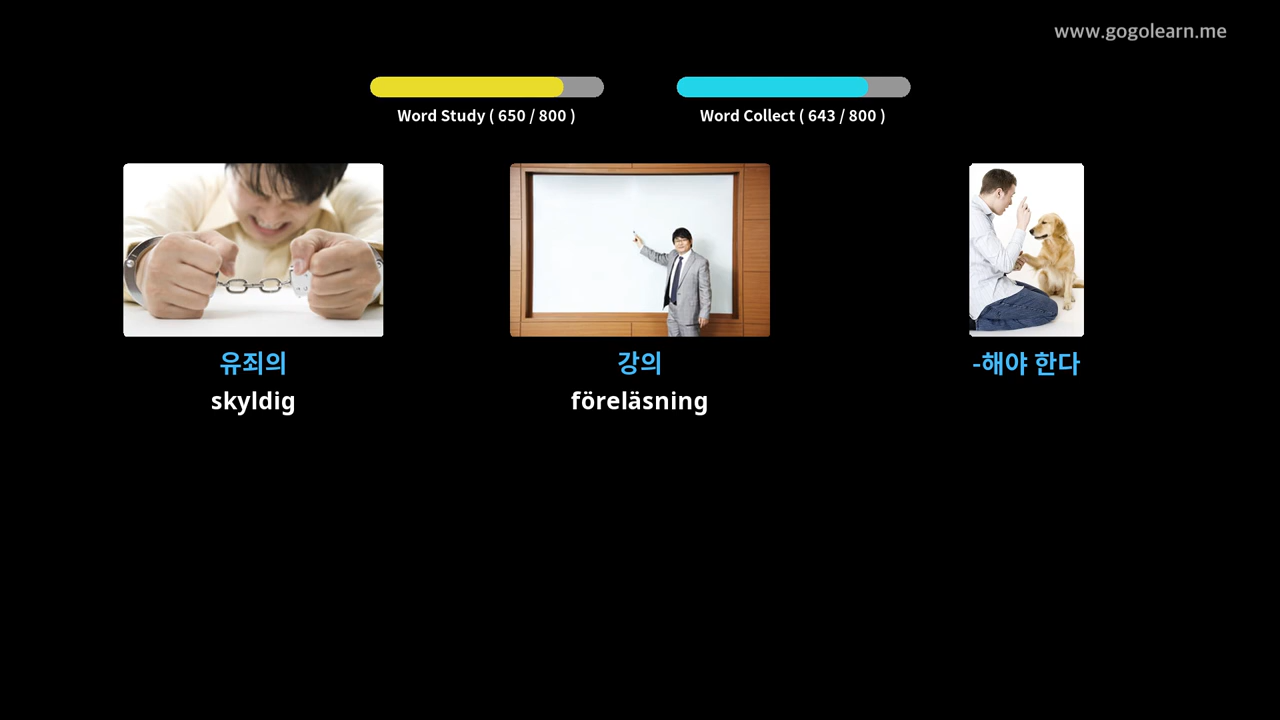 www.gogolearn.me
Word Study ( 650 / 800 )
Word Collect ( 643 / 800 )
유죄의
skyldig
강의
föreläsning
-해야 한다